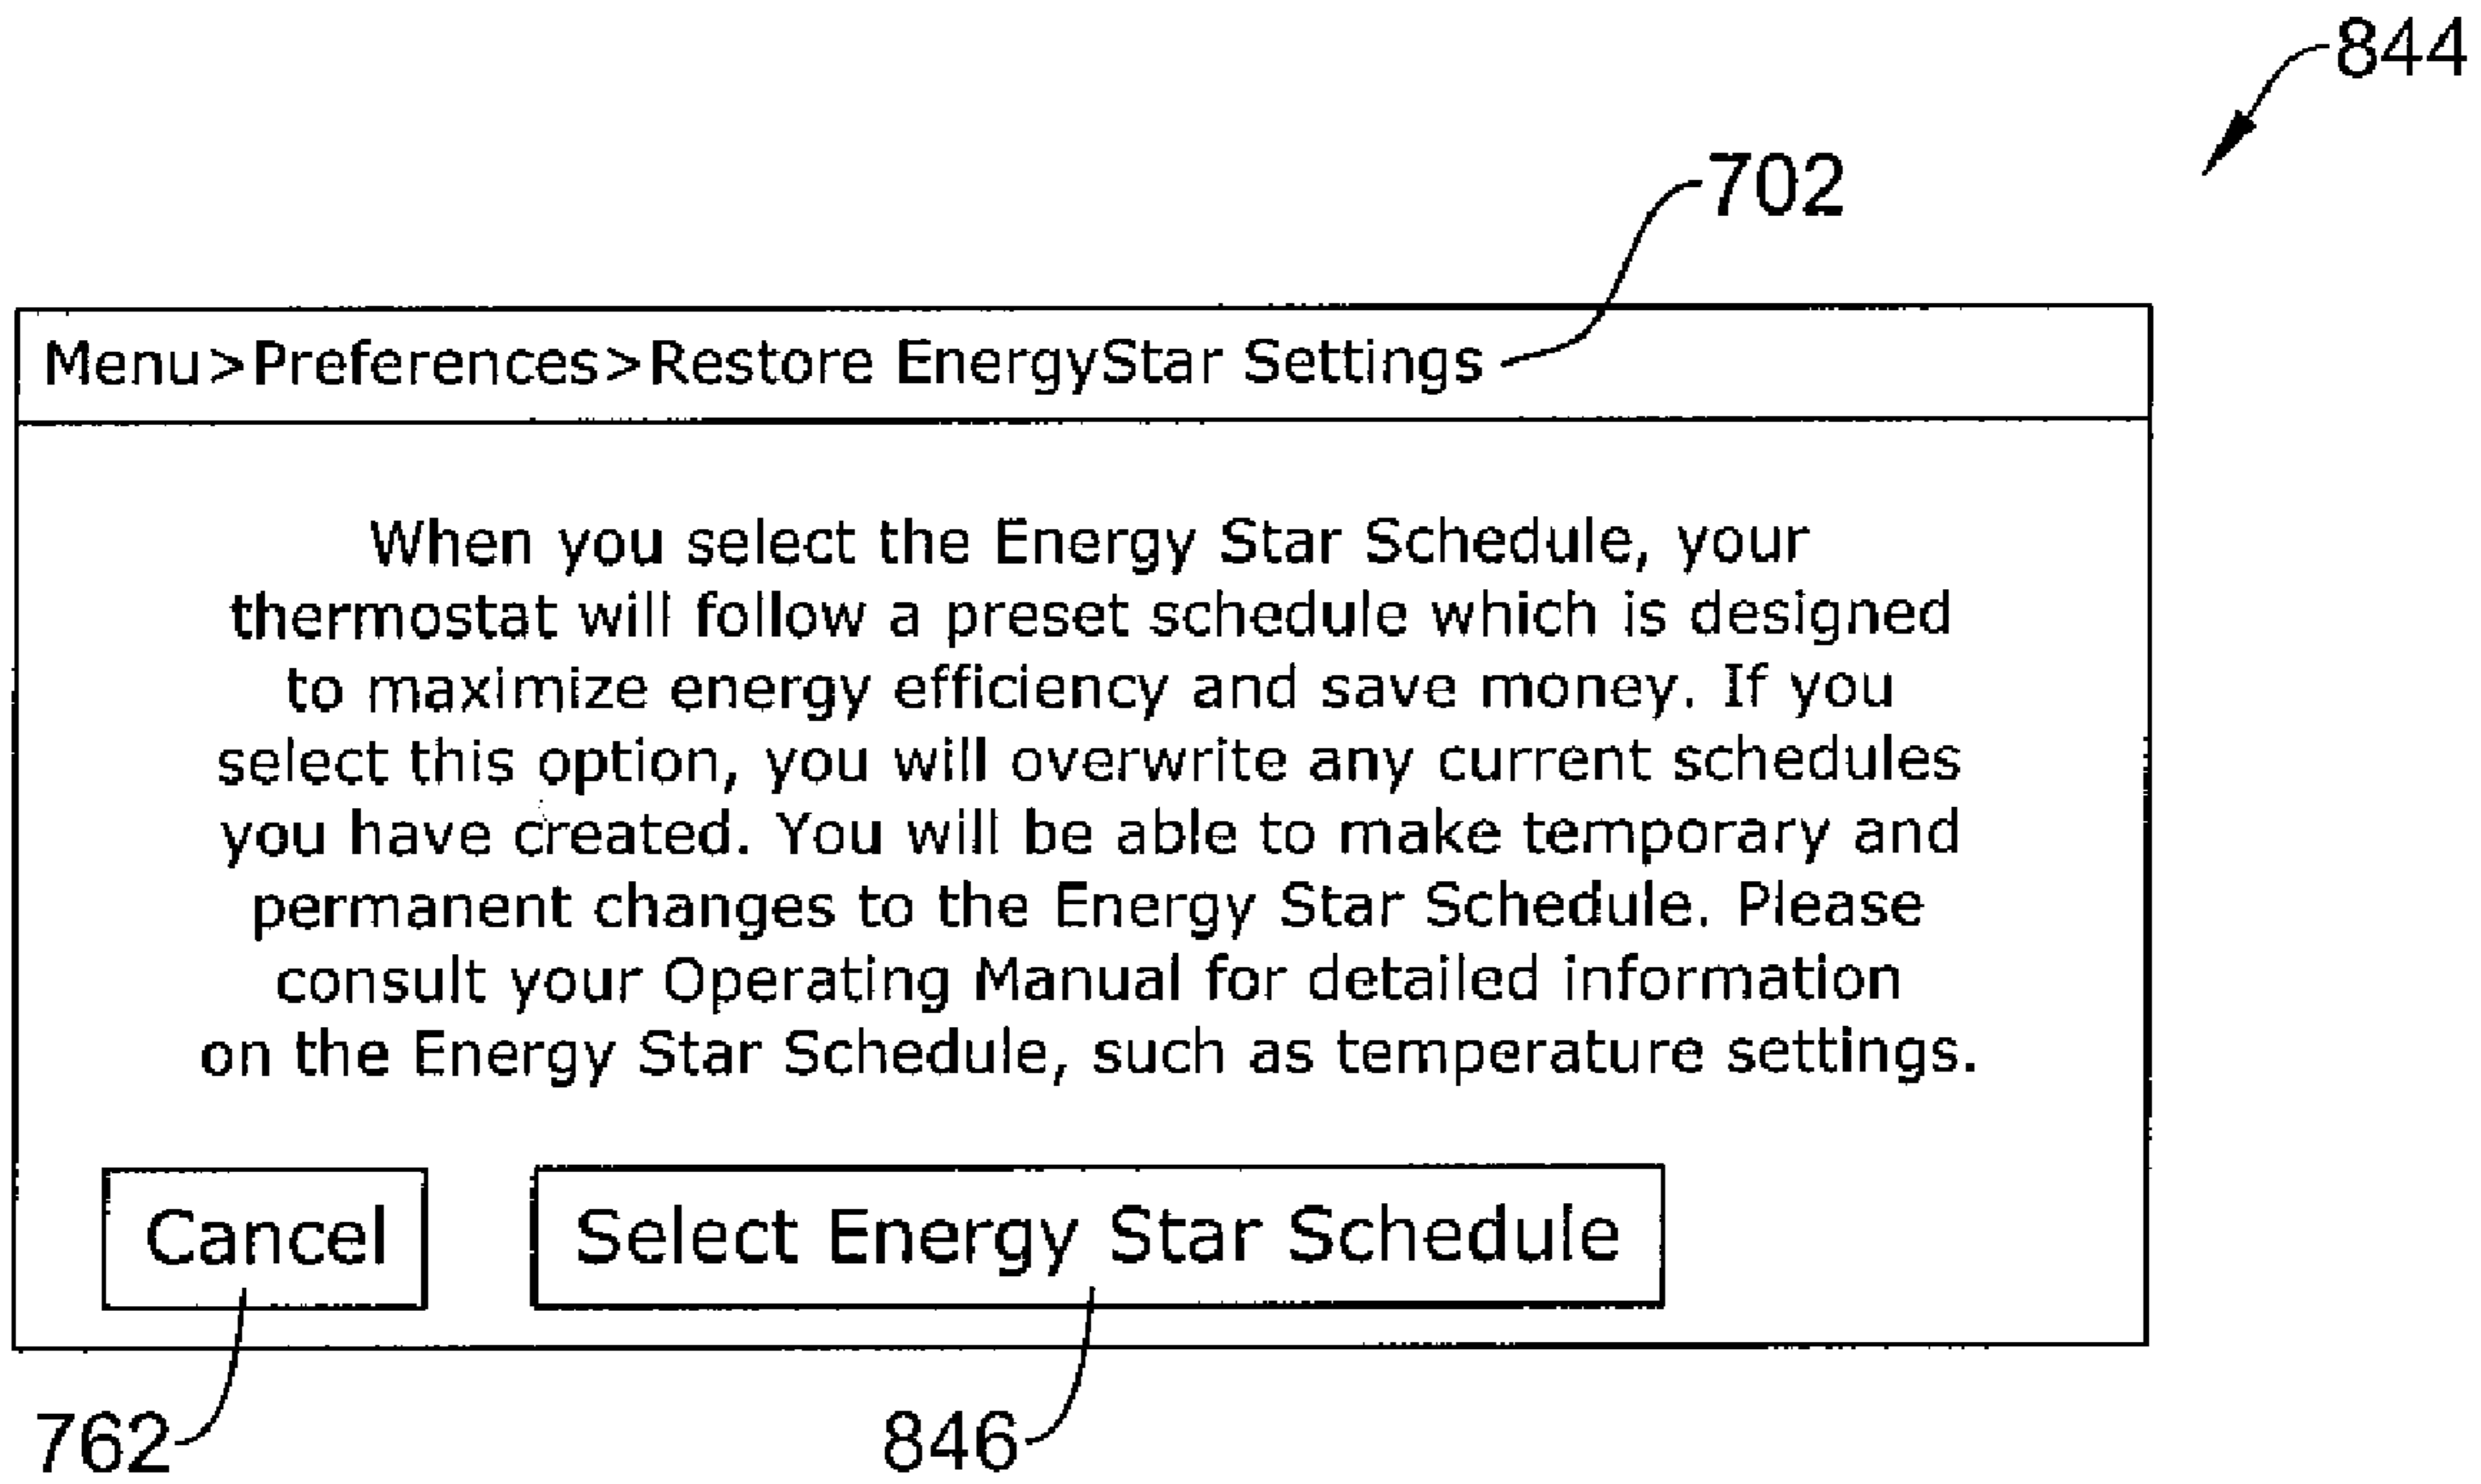 844
702
Menu>Preferences>Restore EnergyStar Settings
When you select the Energy Star Schedule, your
thermostat will follow a preset schedule which is designed
to maximize energy efficiency and save money. If you
select this option, you will overwrite any current schedules
you have created. You will be able to make temporary and
permanent changes to the Energy Star Schedule. Please
consult your Operating Manual for detailed information
on the Energy Star Schedule, such as temperature settings.
Cancel
Select Energy Star Schedule
762
846